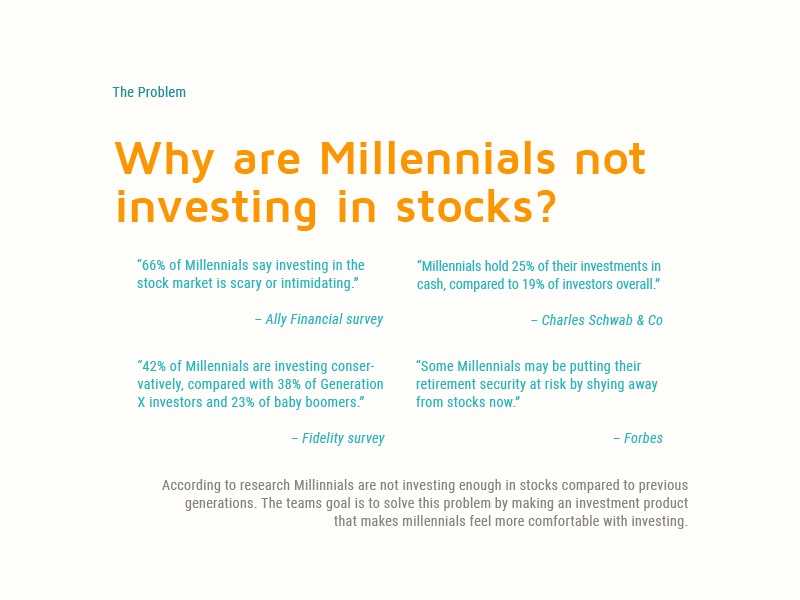 The Problem
Why are Millennials not
investing in stocks?
“66% of Millennials say investing in the
stock market is scary or intimidating.”
– Ally Financial survey
“Millennials hold 25% of their investments in
cash, compared to 19% of investors overall.”
– Charles Schwab & Co
“42% of Millennials are investing conser-
vatively, compared with 38% of Generation
X investors and 23% of baby boomers.”
– Fidelity survey
“Some Millennials may be putting their
retirement security at risk by shying away
from stocks now.”
– Forbes
According to research Millinnials are not investing enough in stocks compared to previous
generations. The teams goal is to solve this problem by making an investment product
that makes millennials feel more comfortable with investing.